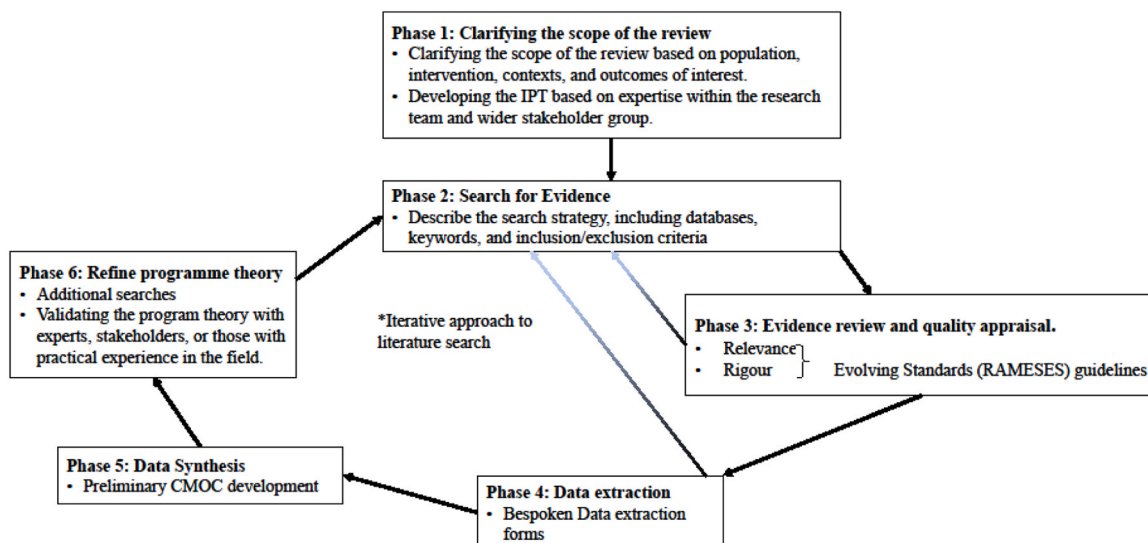 Phase 1: Clarifying the scope of the review
• Clarifying the scope of the review based on population,
intervention, contexts, and outcomes of interest.
• Developing the IPT based on expertise within the research
team and wider stakeholder group.
Phase 2: Search for Evidence
• Describe the search strategy, including databases,
keywords, and inclusion/exclusion criteria
Phase 3: Evidence review and quality appraisal.
• Relevance
• Rigour
Evolving Standards (RAMESES) guidelines
Phase 4: Data extraction
• Bespoken Data extraction
forms
Phase 5: Data Synthesis
• Preliminary CMOC development
Phase 6: Refine programme theory
• Additional searches
• Validating the program theory with
experts, stakeholders, or those with
practical experience in the field.
*Iterative approach to
literature search